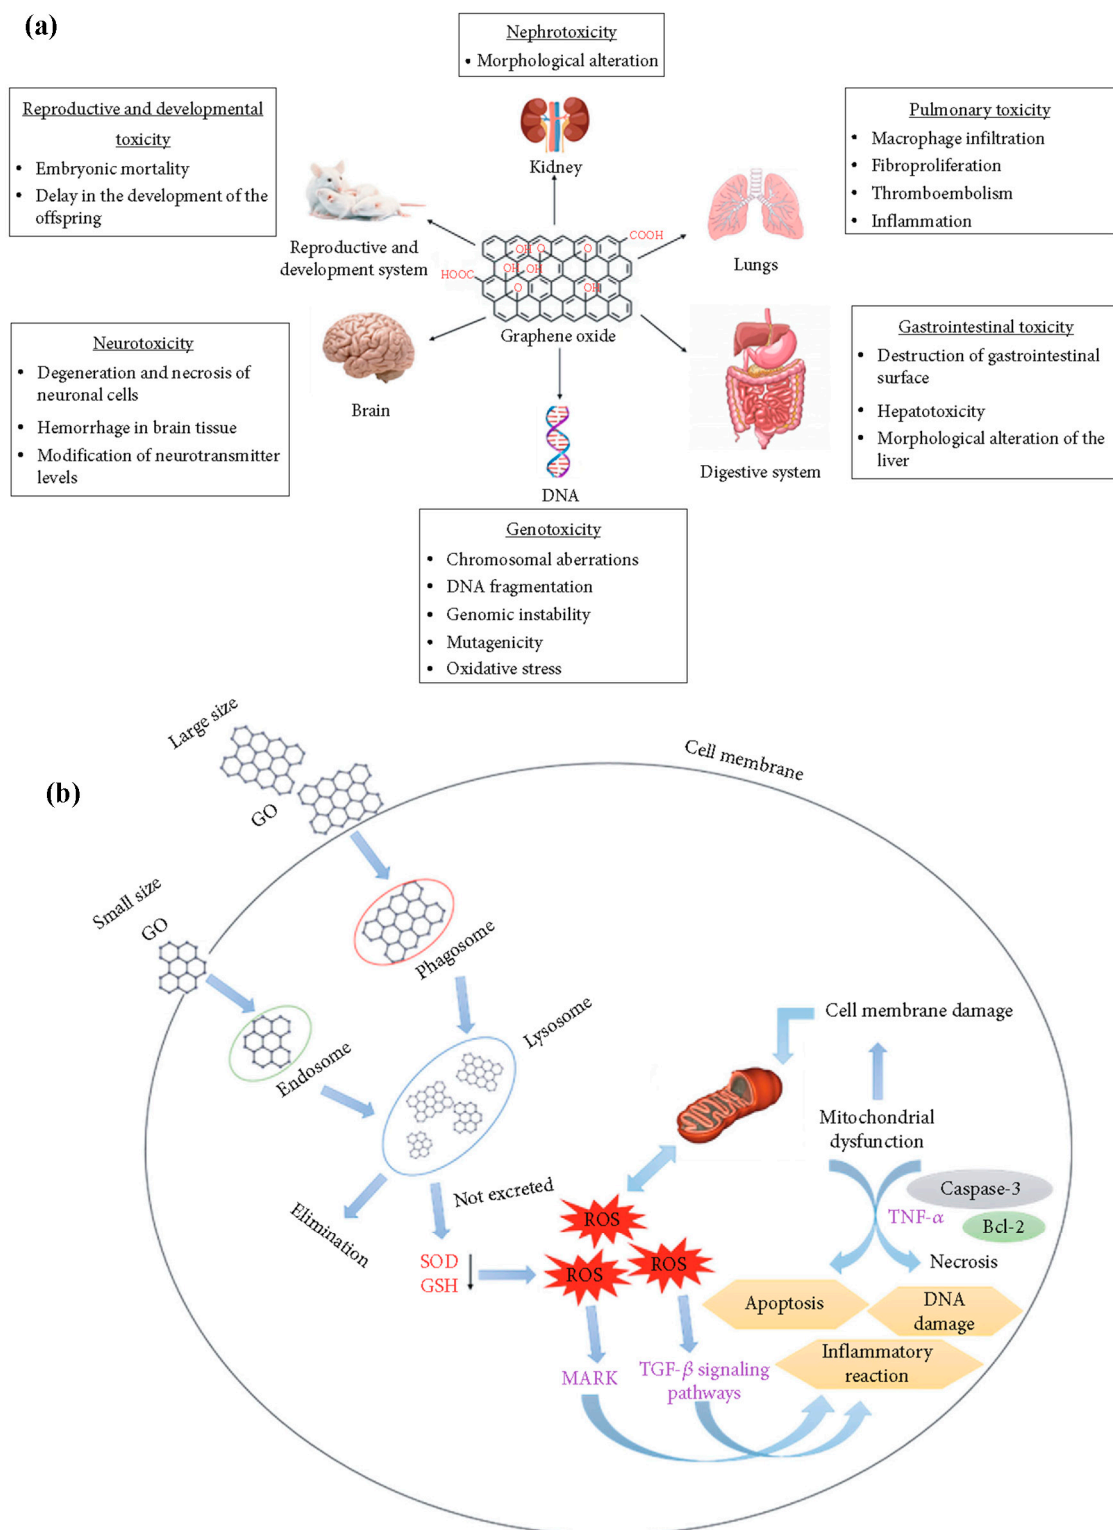 (a)
Nephrotoxicity
• Morphological alteration
Kidney
Reproductive and developmental
toxicity
• Embryonic mortality
• Delay in the development of the
offspring
Reproductive and
development system
Pulmonary toxicity
• Macrophage infiltration
• Fibroproliferation
• Thromboembolism
• Inflammation
Lungs
COOH
OH
O
O
OH
OH
HOOC
O
OH
Graphene oxide
Neurotoxicity
• Degeneration and necrosis of
neuronal cells
• Hemorrhage in brain tissue
• Modification of neurotransmitter
levels
Brain
Gastrointestinal toxicity
• Destruction of gastrointestinal
surface
• Hepatotoxicity
• Morphological alteration of the
liver
Digestive system
DNA
Genotoxicity
• Chromosomal aberrations
• DNA fragmentation
• Genomic instability
• Mutagenicity
• Oxidative stress
(b)
Large size
GO
Cell membrane
Small size
GO
Phagosome
Endosome
Lysosome
Elimination
Not excreted
SOD
GSH
ROS
ROS
ROS
MARK
TGF-β signaling
pathways
Cell membrane damage
Mitochondrial
dysfunction
Caspase-3
TNF-α
Bcl-2
Necrosis
Apoptosis
DNA
damage
Inflammatory
reaction